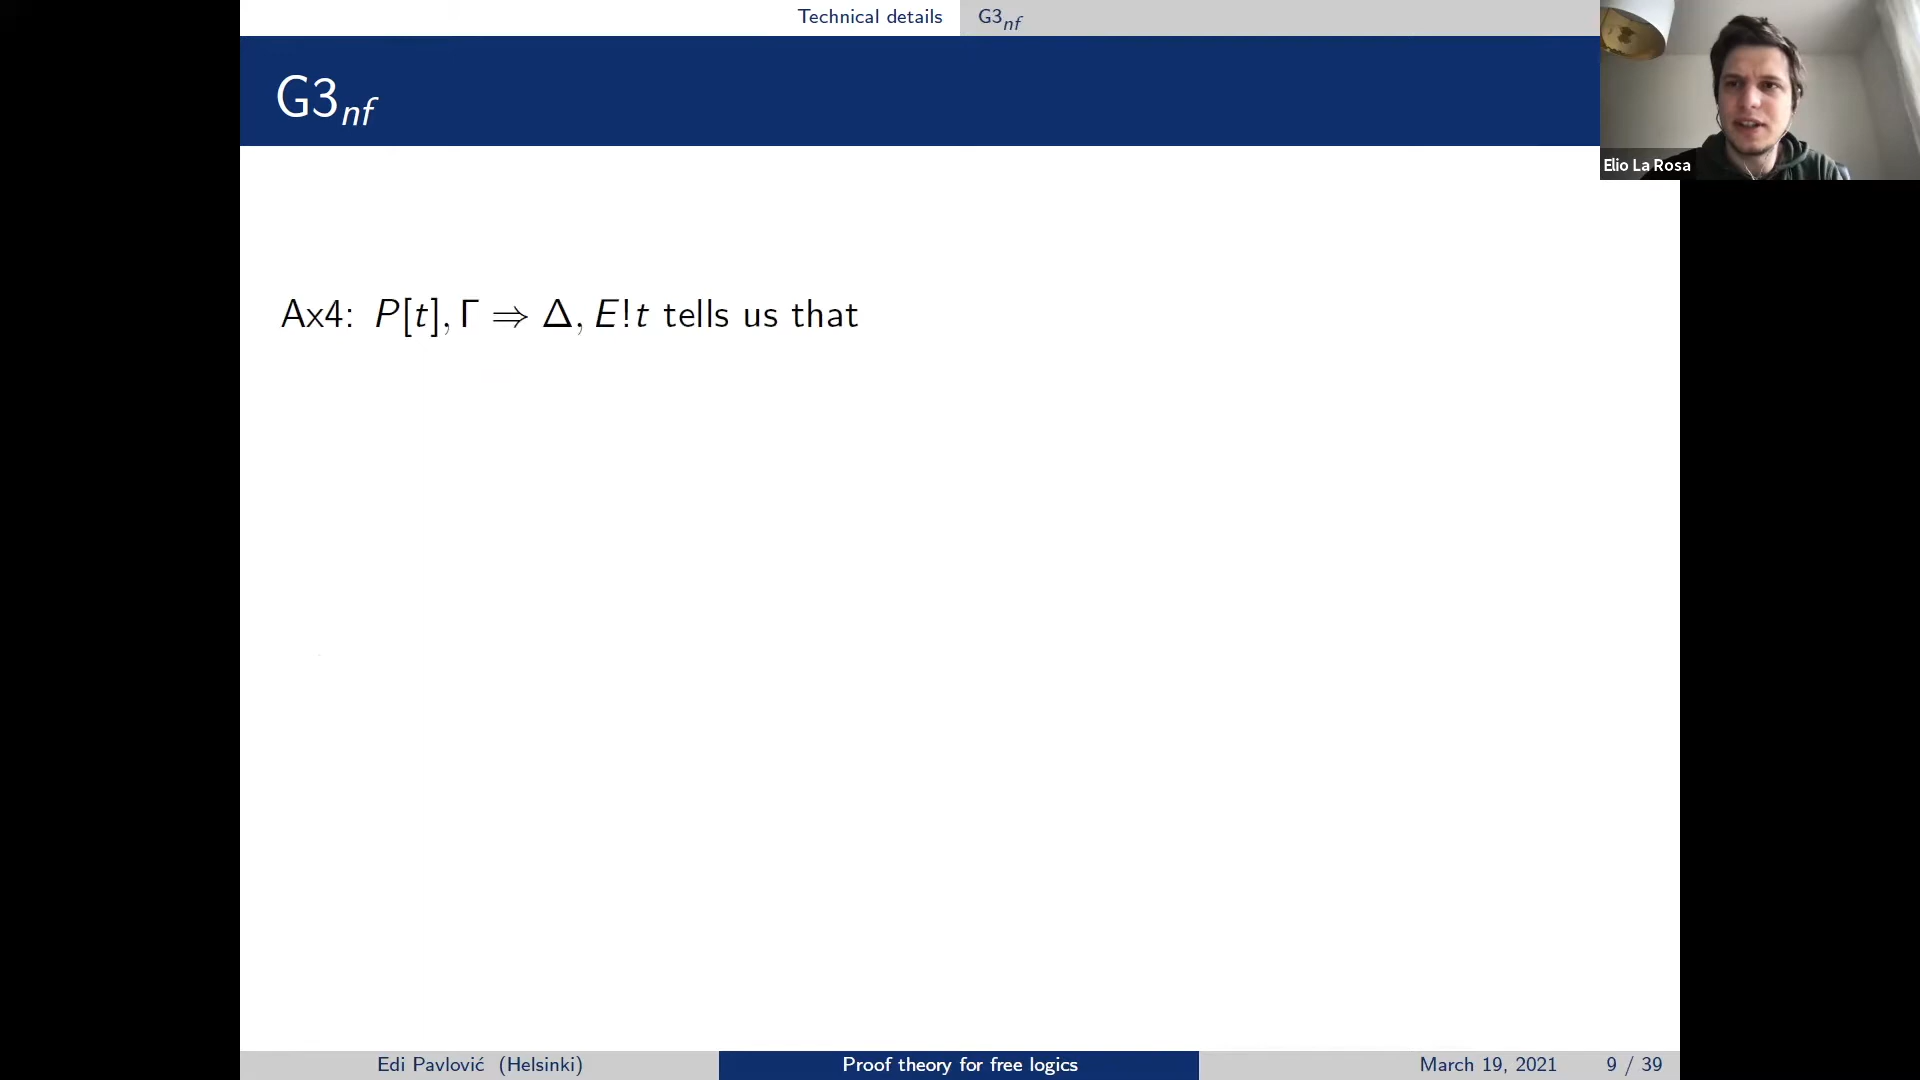 Technical details G3nf
G3nf
Elio La Rosa
Ax4: P[t], Γ ⇒ Δ, E!t tells us that
Edi Pavlović (Helsinki) Proof theory for free logics March 19, 2021 9 / 39